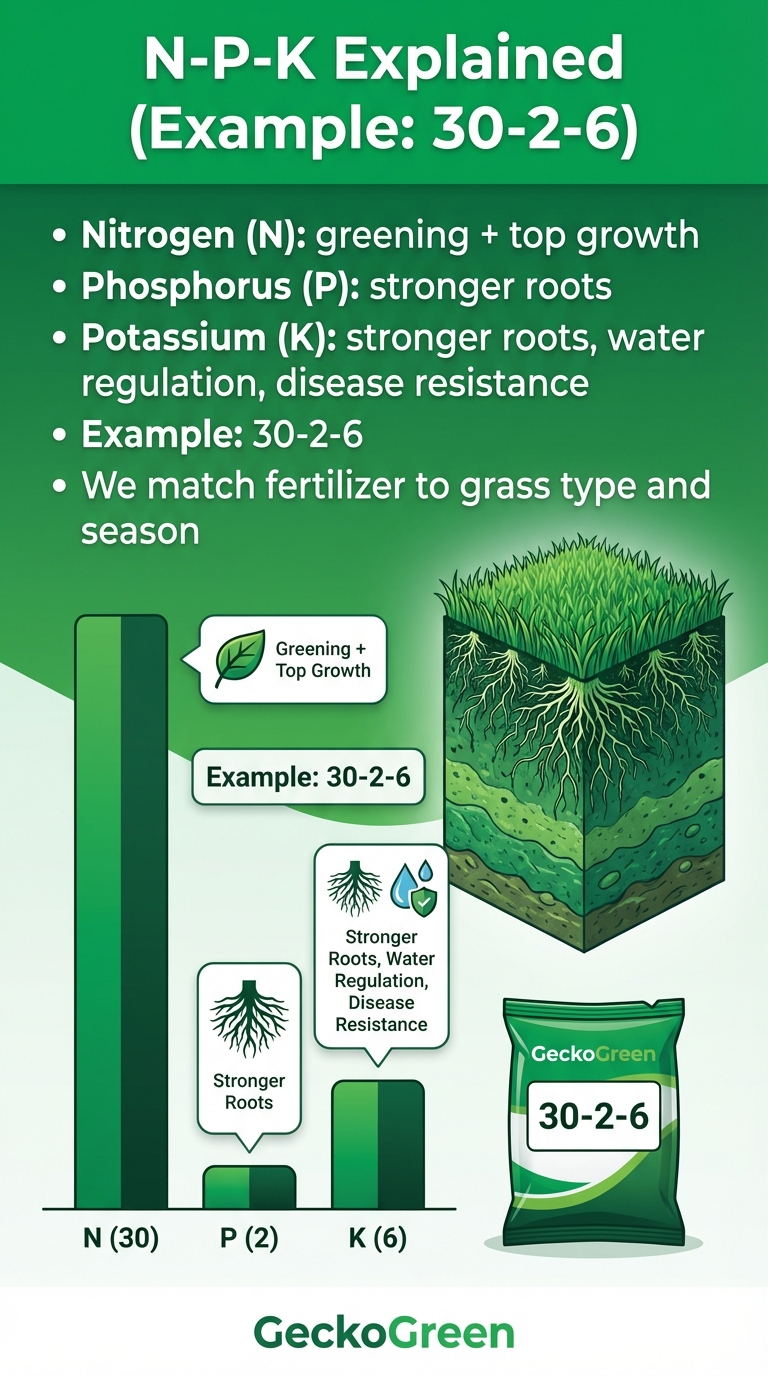 N-P-K Explained
(Example: 30-2-6)
• Nitrogen (N): greening + top growth
• Phosphorus (P): stronger roots
• Potassium (K): stronger roots, water
regulation, disease resistance
• Example: 30-2-6
• We match fertilizer to grass type and
season
Greening +
Top Growth
Example: 30-2-6
Stronger
Roots, Water
Regulation,
Disease
Resistance
Stronger
Roots
GeckoGreen
30-2-6
N (30)
P (2)
K (6)
GeckoGreen